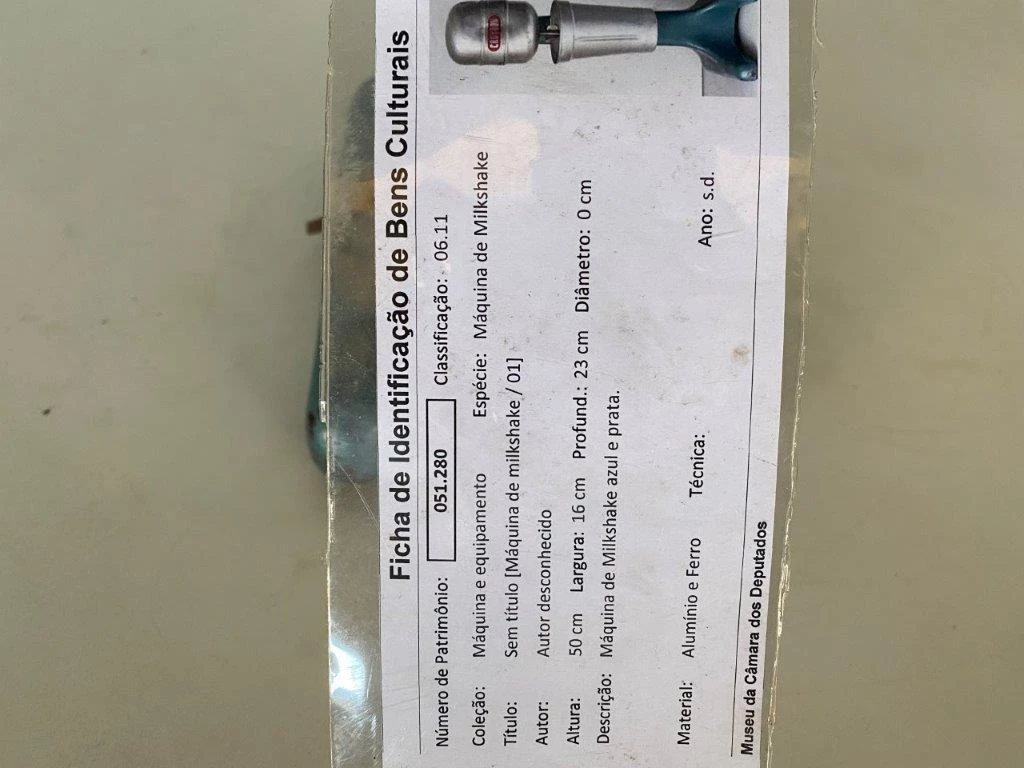 Ficha de Identificação de Bens Culturais
Número de Patrimônio: 051.280 Classificação: 06.11
Coleção: Máquina e equipamento Espécie: Máquina de Milkshake
Título: Sem título [Máquina de milkshake / 01]
Autor: Autor desconhecido
Altura: 50 cm Largura: 16 cm Profund.: 23 cm Diâmetro: 0 cm
Descrição: Máquina de Milkshake azul e prata.
Material: Alumínio e Ferro Técnica: Ano: s.d.
Museu da Câmara dos Deputados